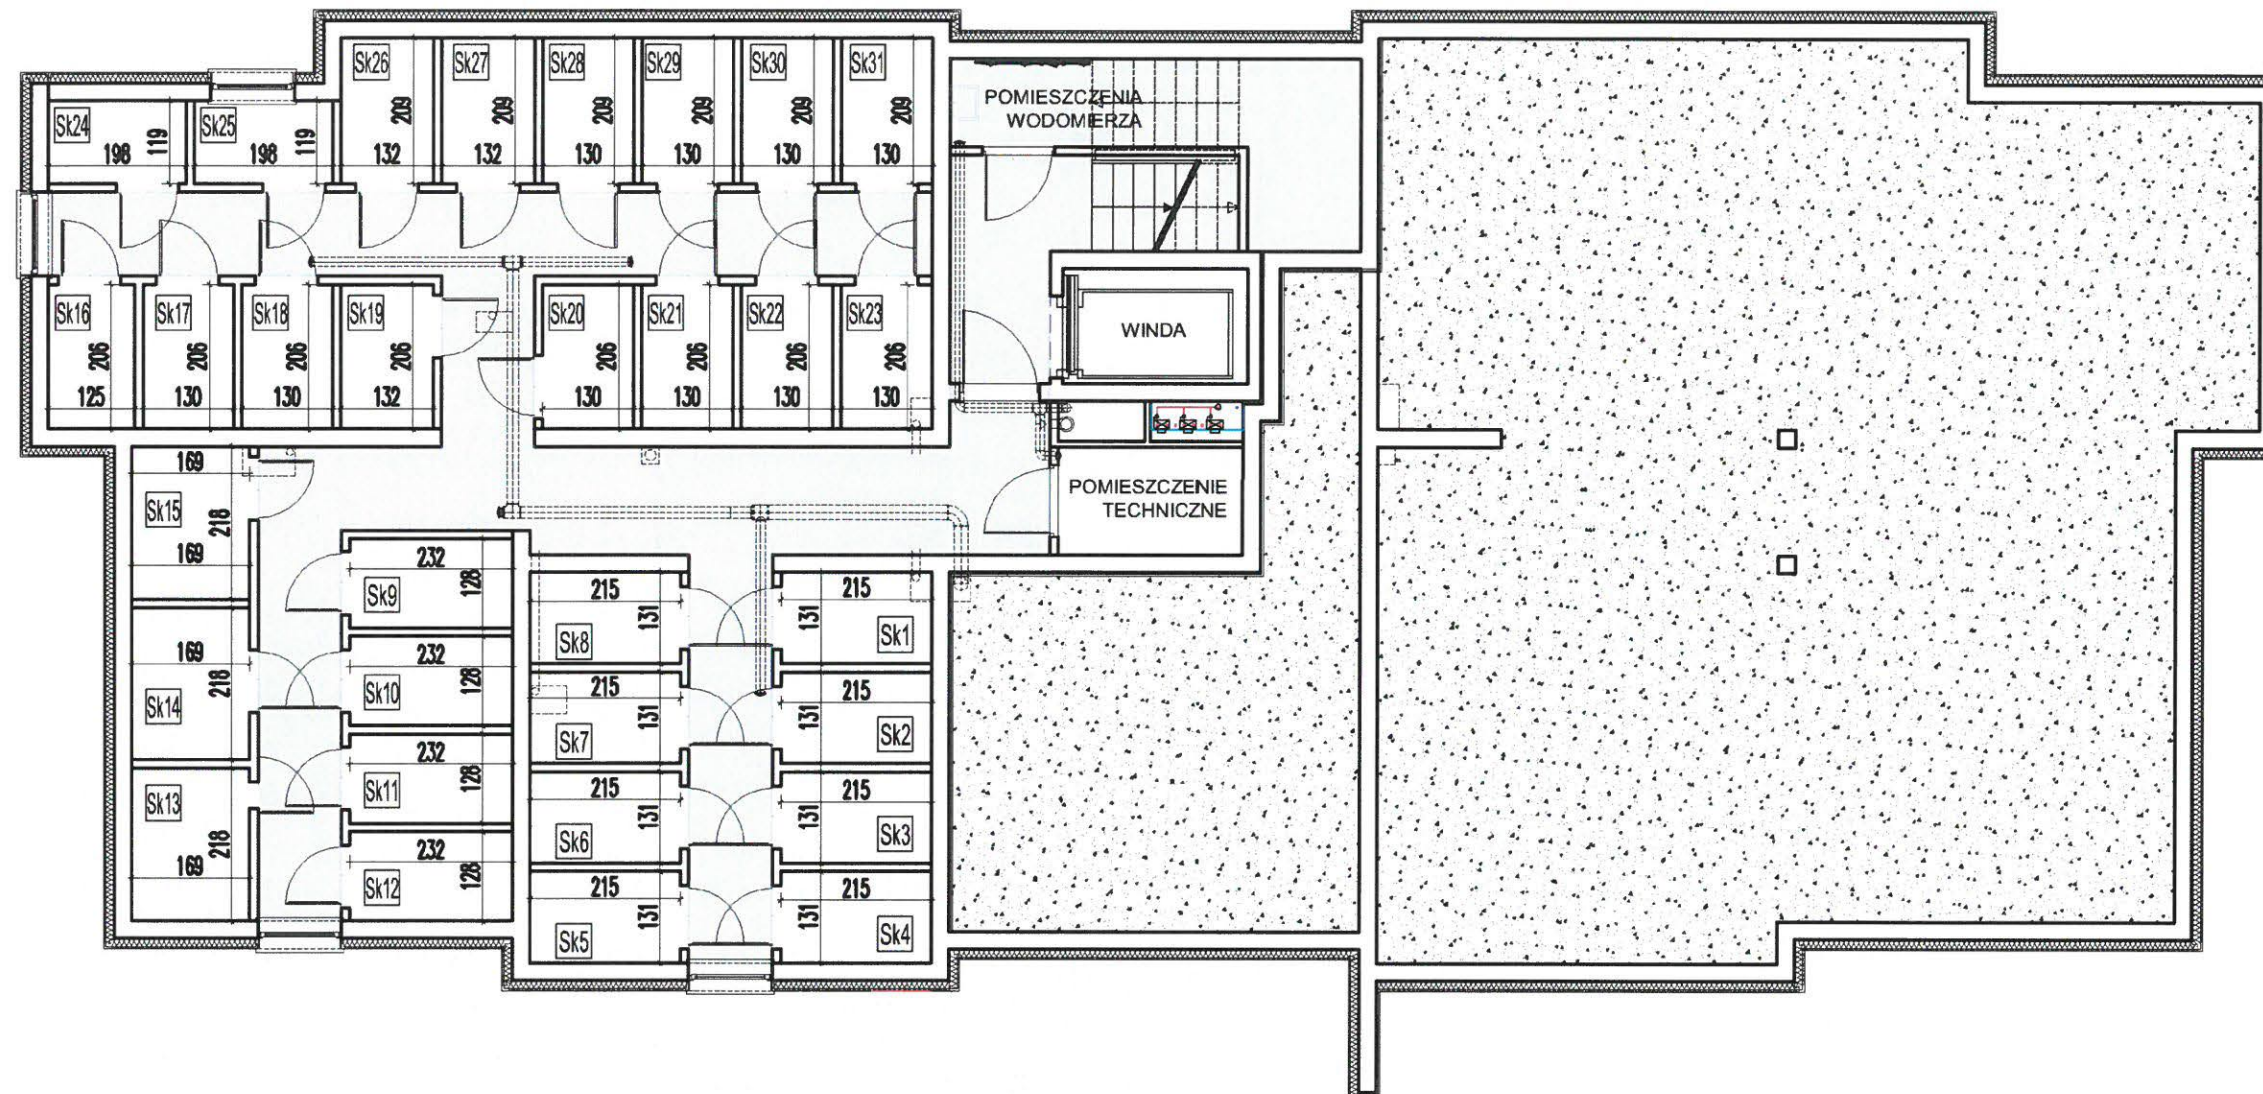 Sk26
Sk27
Sk28
Sk29
Sk30
Sk31
209
209
209
209
209
209
132
132
130
130
130
130
Sk24
Sk25
119
119
198
198
POMIESZCZENIA
WODOMIERZA
Sk16
Sk17
Sk18
Sk19
Sk20
Sk21
Sk22
Sk23
206
206
206
206
206
206
206
206
125
130
130
132
130
130
130
130
WINDA
POMIESZCZENIE
TECHNICZNE
169
Sk15
218
169
169
Sk14
218
Sk13
218
169
232
Sk9
128
232
Sk10
128
232
Sk11
128
232
Sk12
128
215
131
Sk8
215
131
Sk7
215
131
Sk6
215
131
Sk5
215
131
Sk1
215
131
Sk2
215
131
Sk3
215
131
Sk4